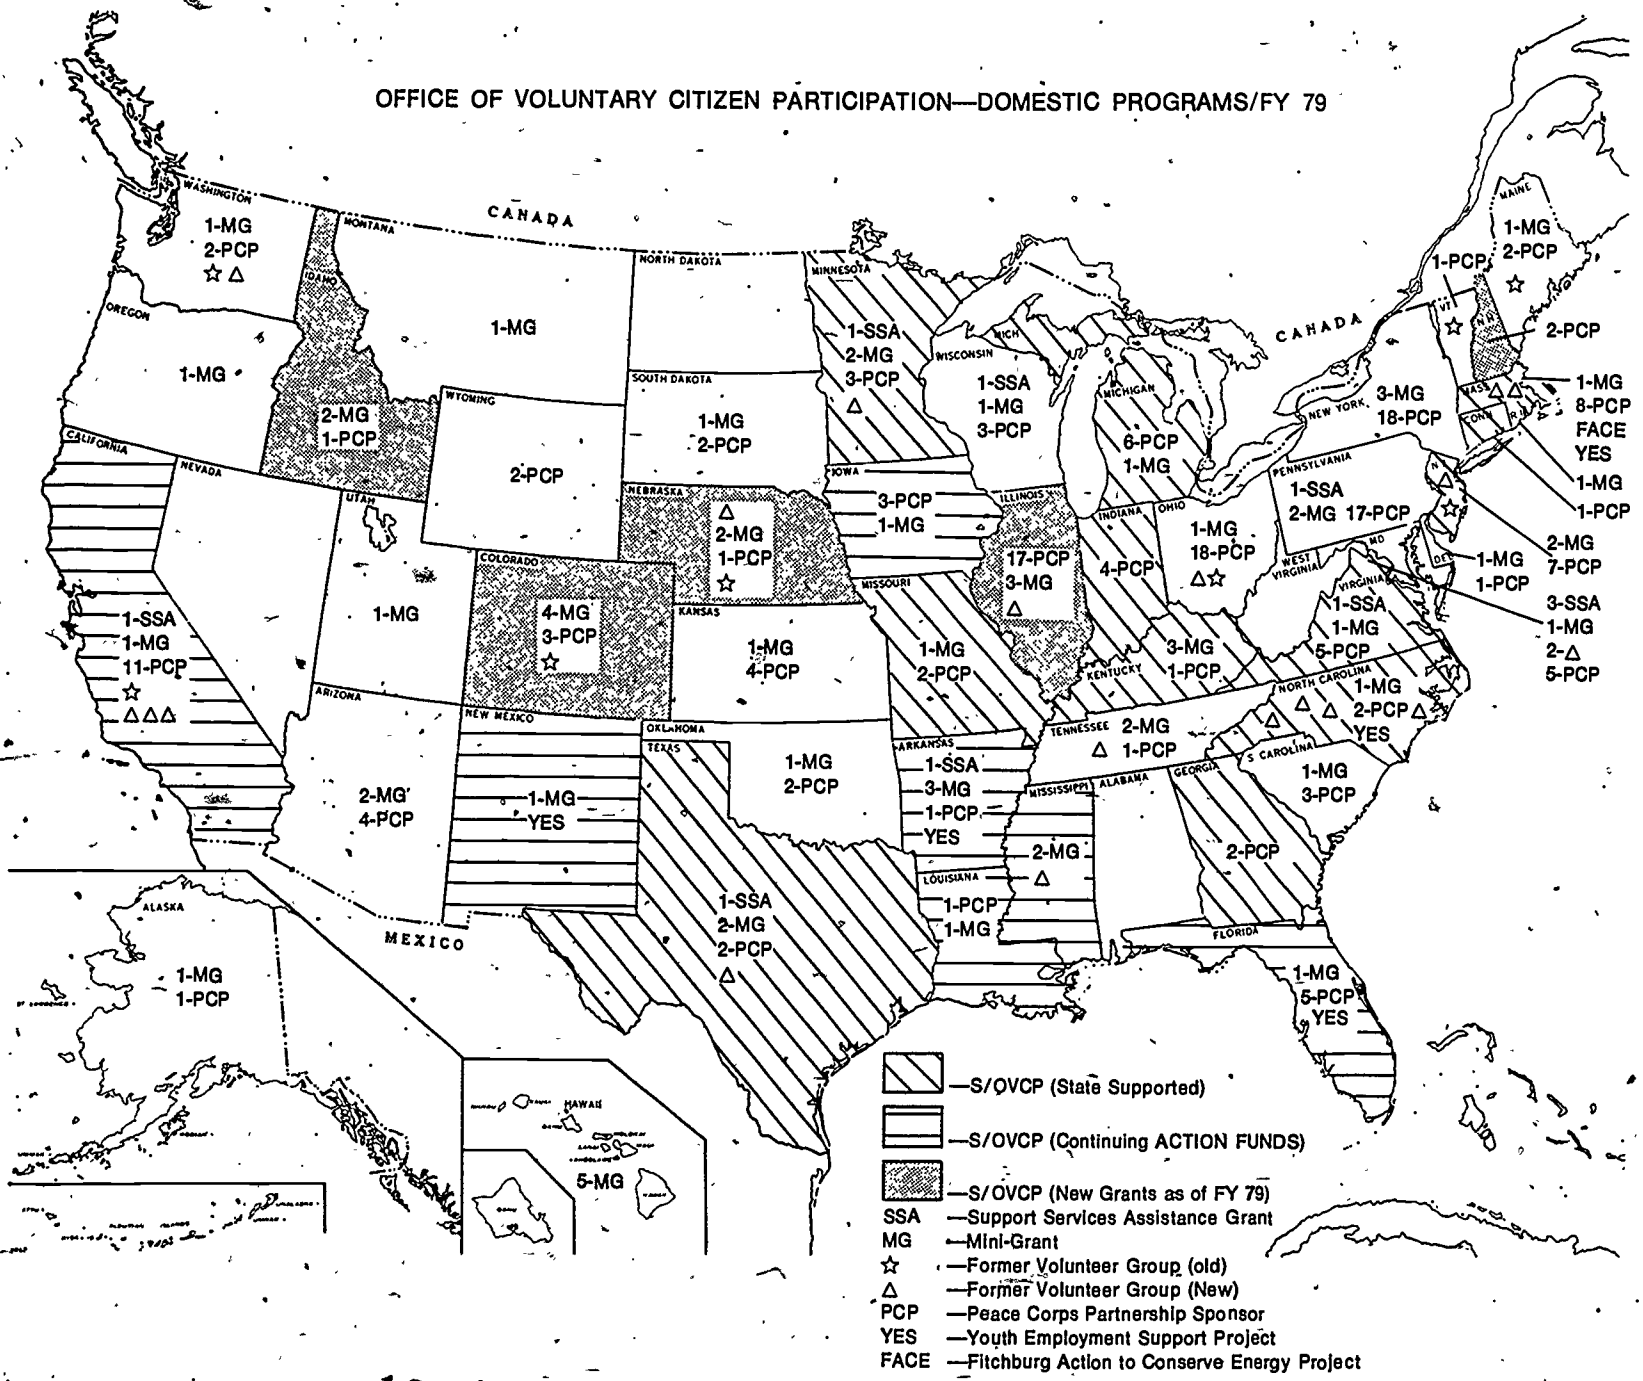 OFFICE OF VOLUNTARY CITIZEN PARTICIPATION—DOMESTIC PROGRAMS/FY 79
CANADA
WASHINGTON
1-MG
2-PCP
☆ △
OREGON
1-MG
IDAHO
2-MG
1-PCP
MONTANA
1-MG
NORTH DAKOTA
MINNESOTA
1-SSA
2-MG
3-PCP
△
WISCONSIN
1-SSA
1-MG
3-PCP
MICH
MICHIGAN
6-PCP
1-MG
CANADA
MAINE
1-MG
2-PCP
☆
1-PCP
VT
☆
N H
2-PCP
NEW YORK
3-MG
18-PCP
MASS
△ △
1-MG
8-PCP
FACE
YES
CONN
R.I.
1-MG
1-PCP
CALIFORNIA
1-SSA
1-MG
11-PCP
☆
△△△
NEVADA
UTAH
1-MG
WYOMING
2-PCP
SOUTH DAKOTA
1-MG
2-PCP
NEBRASKA
△
2-MG
1-PCP
☆
IOWA
3-PCP
1-MG
ILLINOIS
17-PCP
3-MG
△
INDIANA
4-PCP
OHIO
1-MG
18-PCP
△☆
PENNSYLVANIA
1-SSA
2-MG 17-PCP
N
△
☆
2-MG
7-PCP
MD
DEL
1-MG
1-PCP
3-SSA
1-MG
2-△
5-PCP
WEST
VIRGINIA
VIRGINIA
1-SSA
1-MG
5-PCP
COLORADO
4-MG
3-PCP
☆
KANSAS
1-MG
4-PCP
MISSOURI
1-MG
2-PCP
KENTUCKY
3-MG
1-PCP
NORTH CAROLINA
1-MG
2-PCP
YES
△ △ △ △
ARIZONA
2-MG
4-PCP
NEW MEXICO
1-MG
YES
OKLAHOMA
1-MG
2-PCP
TEXAS
1-SSA
2-MG
2-PCP
△
ARKANSAS
1-SSA
3-MG
1-PCP
YES
TENNESSEE
2-MG
△ 1-PCP
MISSISSIPPI
2-MG
△
ALABAMA
GEORGIA
2-PCP
S CAROLINA
1-MG
3-PCP
LOUISIANA
1-PCP
1-MG
FLORIDA
1-MG
5-PCP
YES
MEXICO
ALASKA
1-MG
1-PCP
HAWAII
5-MG
—S/OVCP (State Supported)
—S/OVCP (Continuing ACTION FUNDS)
—S/OVCP (New Grants as of FY 79)
SSA —Support Services Assistance Grant
MG —Mini-Grant
☆ —Former Volunteer Group (old)
△ —Former Volunteer Group (New)
PCP —Peace Corps Partnership Sponsor
YES —Youth Employment Support Project
FACE —Fitchburg Action to Conserve Energy Project